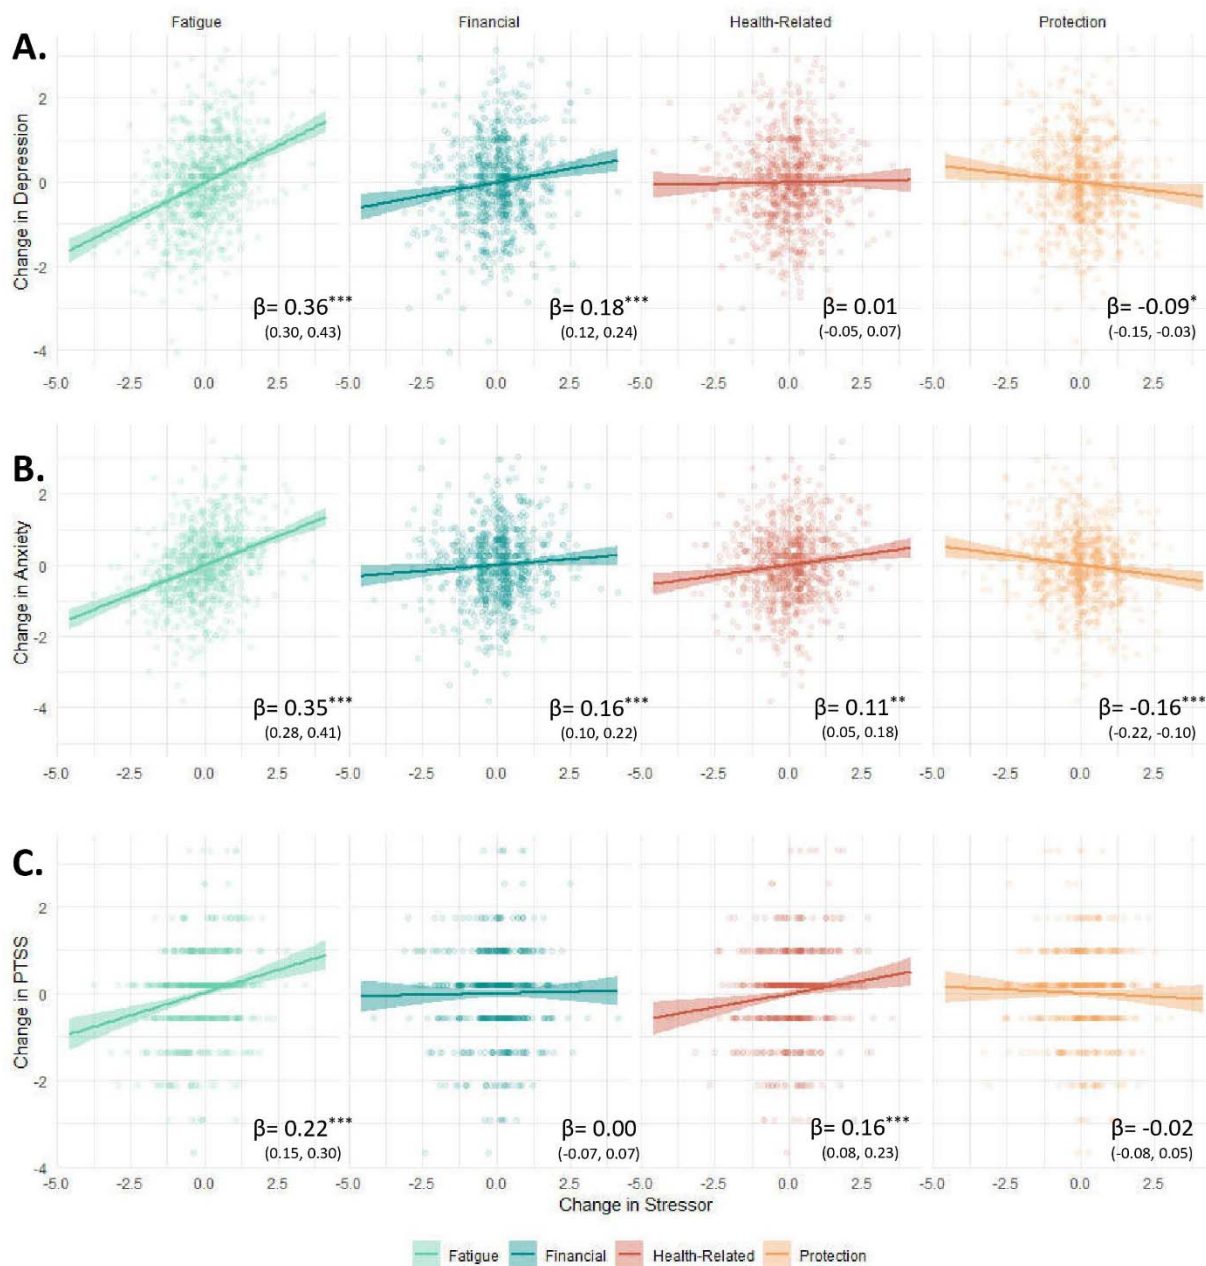 Fatigue Financial Health-Related Protection
A.
Change in Depression
2
0
-2
-4
β= 0.36*** β= 0.18*** β= 0.01 β= -0.09*
(0.30, 0.43) (0.12, 0.24) (-0.05, 0.07) (-0.15, -0.03)
-5.0 -2.5 0.0 2.5 -5.0 -2.5 0.0 2.5 -5.0 -2.5 0.0 2.5 -5.0 -2.5 0.0 2.5
B.
Change in Anxiety
2
0
-2
-4
β= 0.35*** β= 0.16*** β= 0.11** β= -0.16***
(0.28, 0.41) (0.10, 0.22) (0.05, 0.18) (-0.22, -0.10)
-5.0 -2.5 0.0 2.5 -5.0 -2.5 0.0 2.5 -5.0 -2.5 0.0 2.5 -5.0 -2.5 0.0 2.5
C.
Change in PTSS
2
0
-2
-4
β= 0.22*** β= 0.00 β= 0.16*** β= -0.02
(0.15, 0.30) (-0.07, 0.07) (0.08, 0.23) (-0.08, 0.05)
-5.0 -2.5 0.0 2.5 -5.0 -2.5 0.0 2.5 -5.0 -2.5 0.0 2.5 -5.0 -2.5 0.0 2.5
Change in Stressor
Fatigue Financial Health-Related Protection